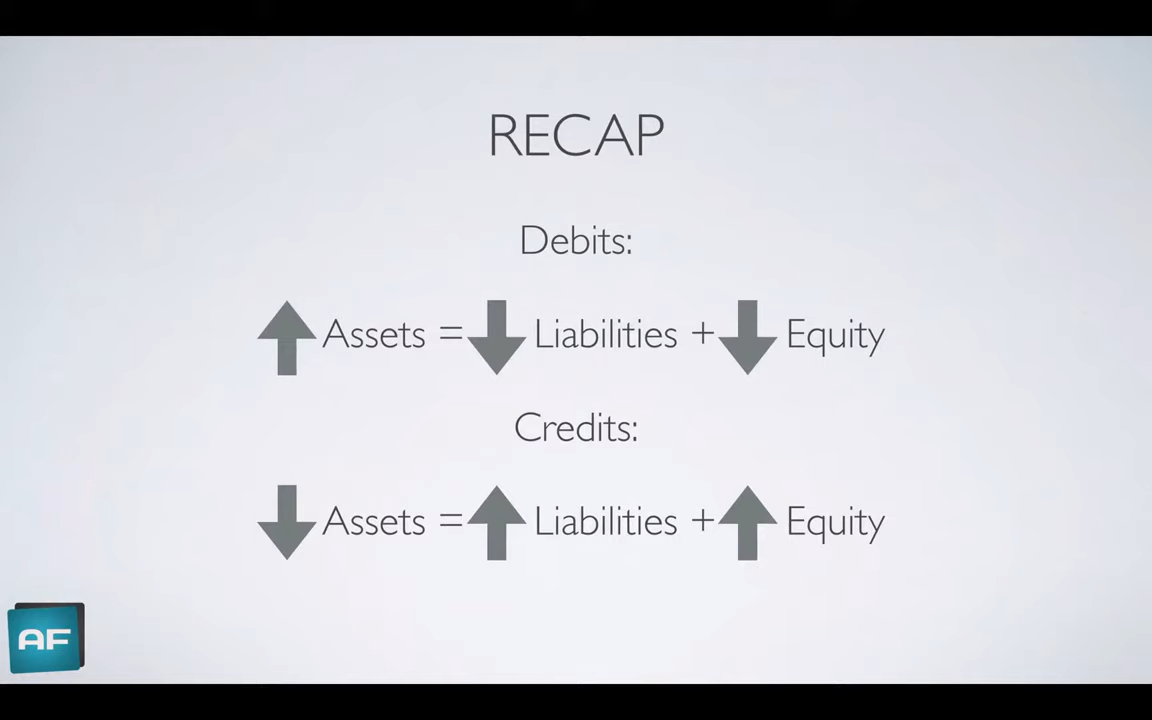 RECAP
Debits:
Assets = Liabilities + Equity
Credits:
Assets = Liabilities + Equity
AF